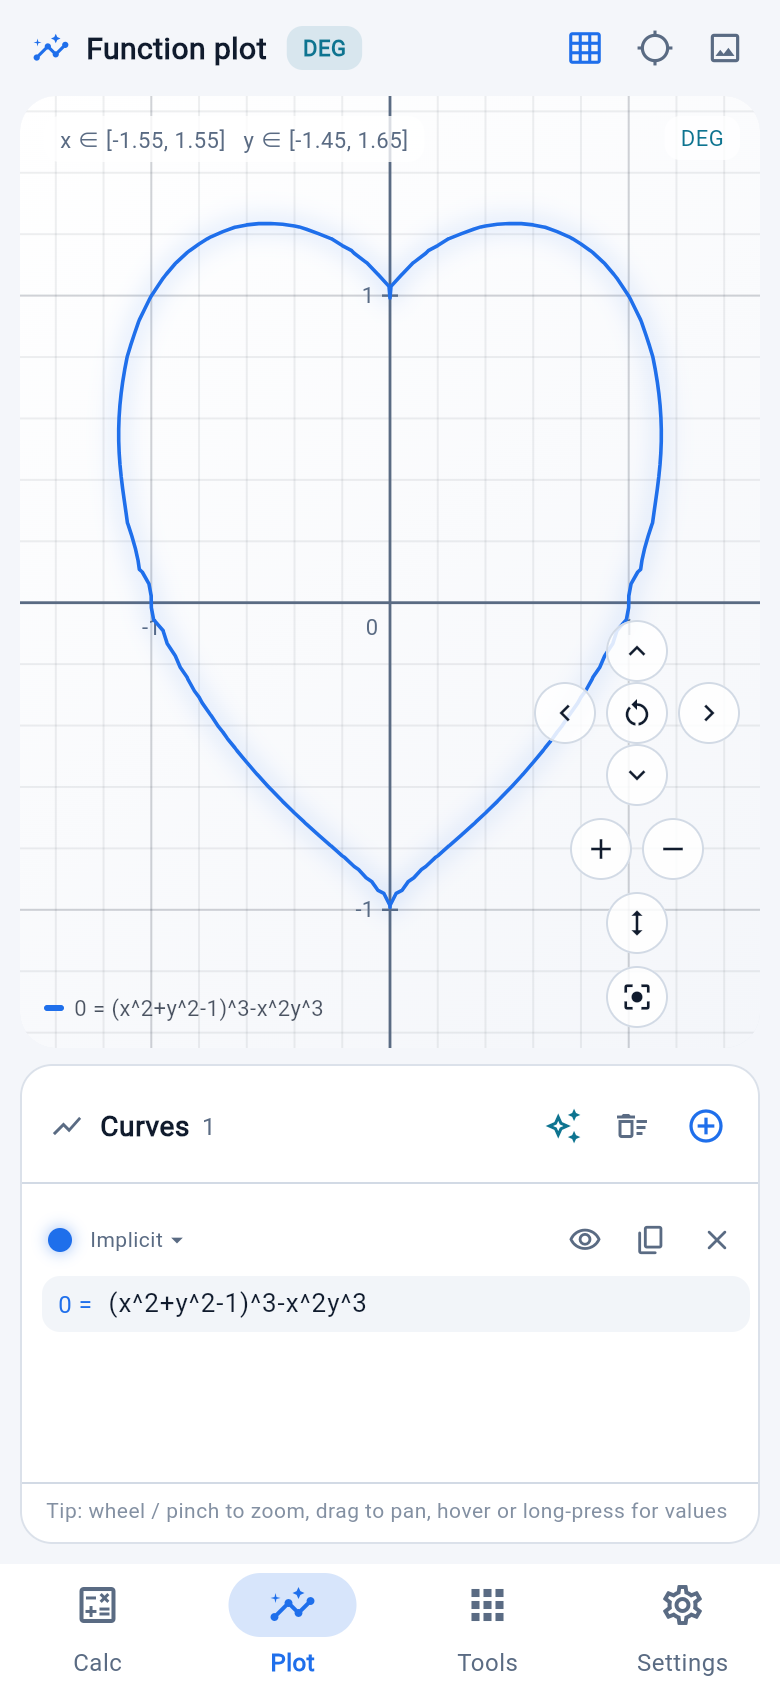 Function plot DEG
x ∈ [-1.55, 1.55] y ∈ [-1.45, 1.65] DEG
1
-1 0
-1
0 = (x^2+y^2-1)^3-x^2y^3
Curves 1
Implicit
0 = (x^2+y^2-1)^3-x^2y^3
Tip: wheel / pinch to zoom, drag to pan, hover or long-press for values
Calc Plot Tools Settings